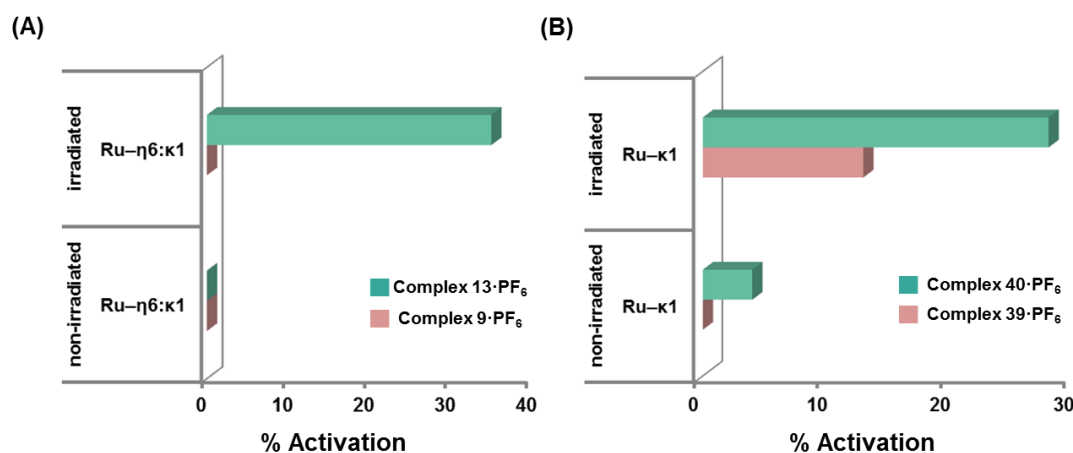 (A)
irradiated
Ru–η6:κ1
non-irradiated
Ru–η6:κ1
Complex 13·PF₆
Complex 9·PF₆
0 10 20 30 40
% Activation
(B)
irradiated
Ru–κ1
non-irradiated
Ru–κ1
Complex 40·PF₆
Complex 39·PF₆
0 10 20 30
% Activation